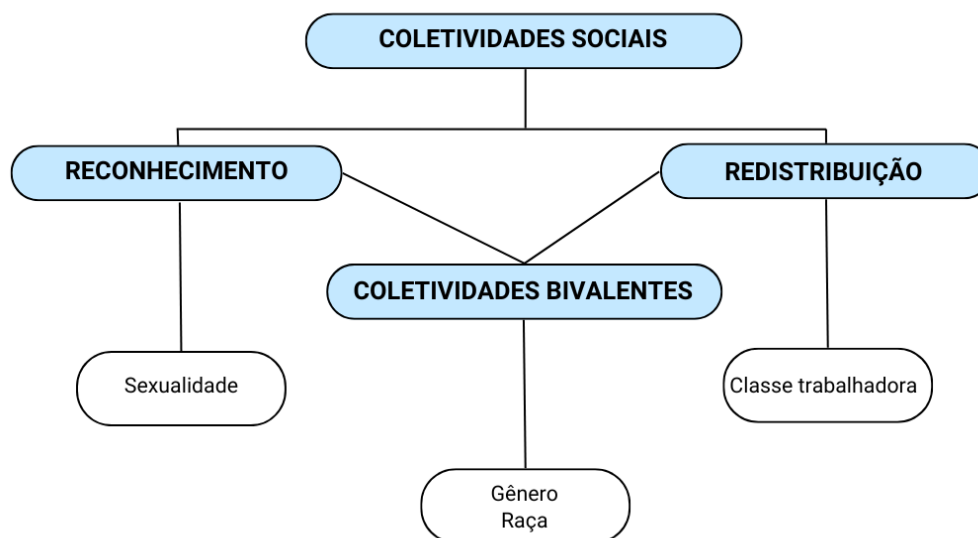 COLETIVIDADES SOCIAIS
RECONHECIMENTO
REDISTRIBUIÇÃO
COLETIVIDADES BIVALENTES
Sexualidade
Classe trabalhadora
Gênero
Raça